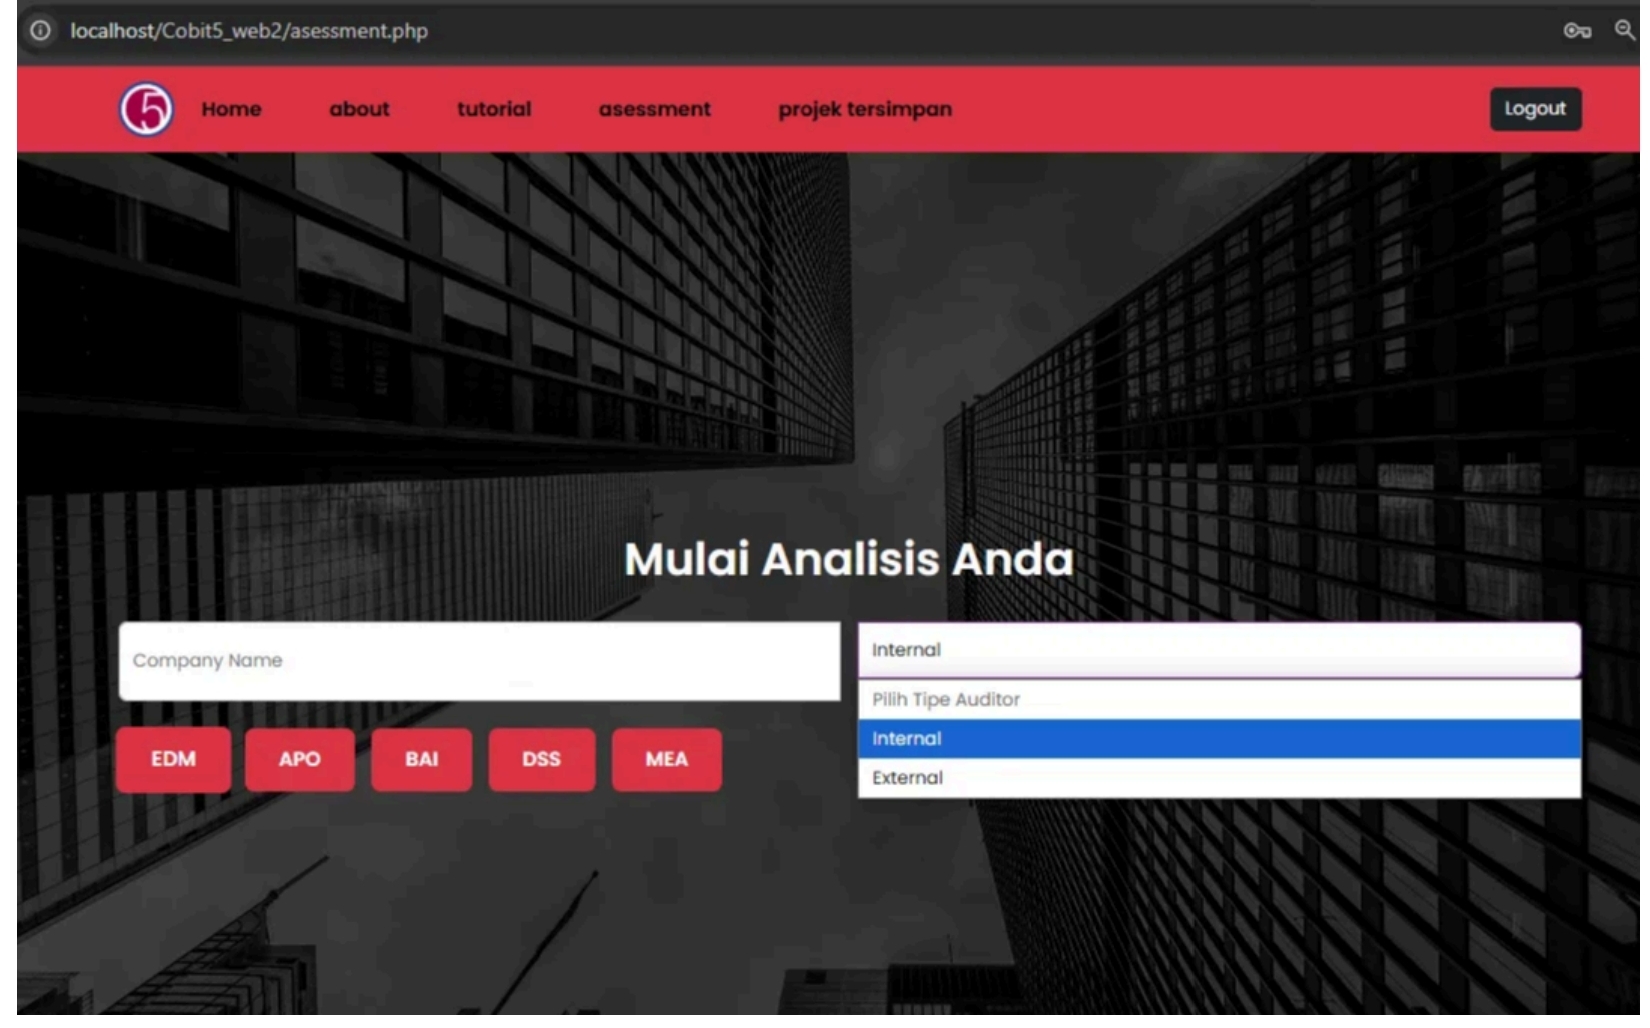 localhost/Cobit5_web2/asessment.php
5 Home about tutorial asessment projek tersimpan Logout
Mulai Analisis Anda
Company Name
Internal
Pilih Tipe Auditor
Internal
External
EDM APO BAI DSS MEA